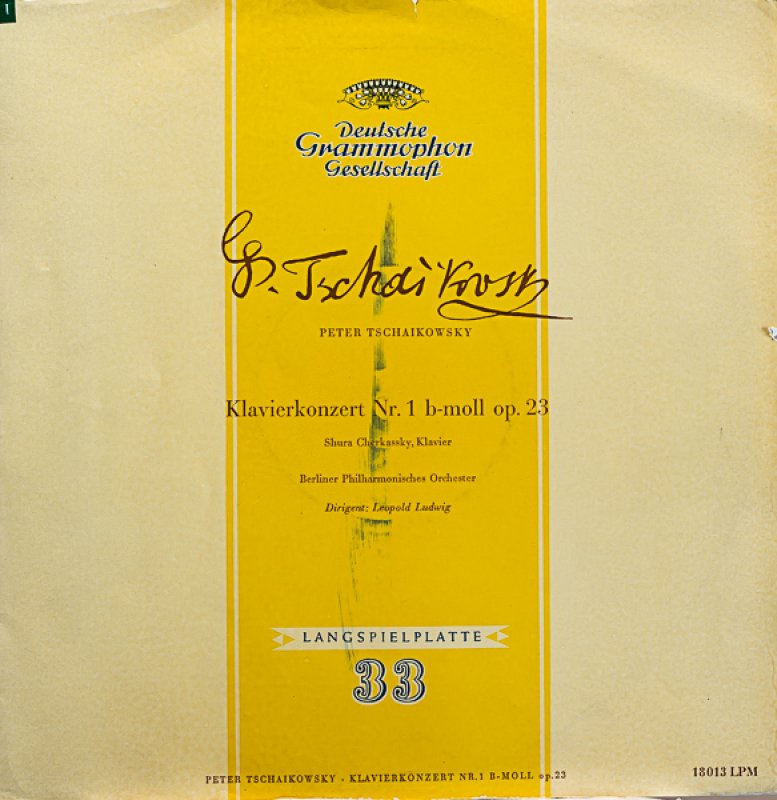 1
Deutsche
Grammophon
Gesellschaft
P. Tschaikovsky
PETER TSCHAIKOWSKY
Klavierkonzert Nr. 1 b-moll op. 23
Shura Cherkassky, Klavier
Berliner Philharmonisches Orchester
Dirigent: Leopold Ludwig
LANGSPIELPLATTE
33
PETER TSCHAIKOWSKY · KLAVIERKONZERT NR. 1 B-MOLL op. 23
18013 LPM